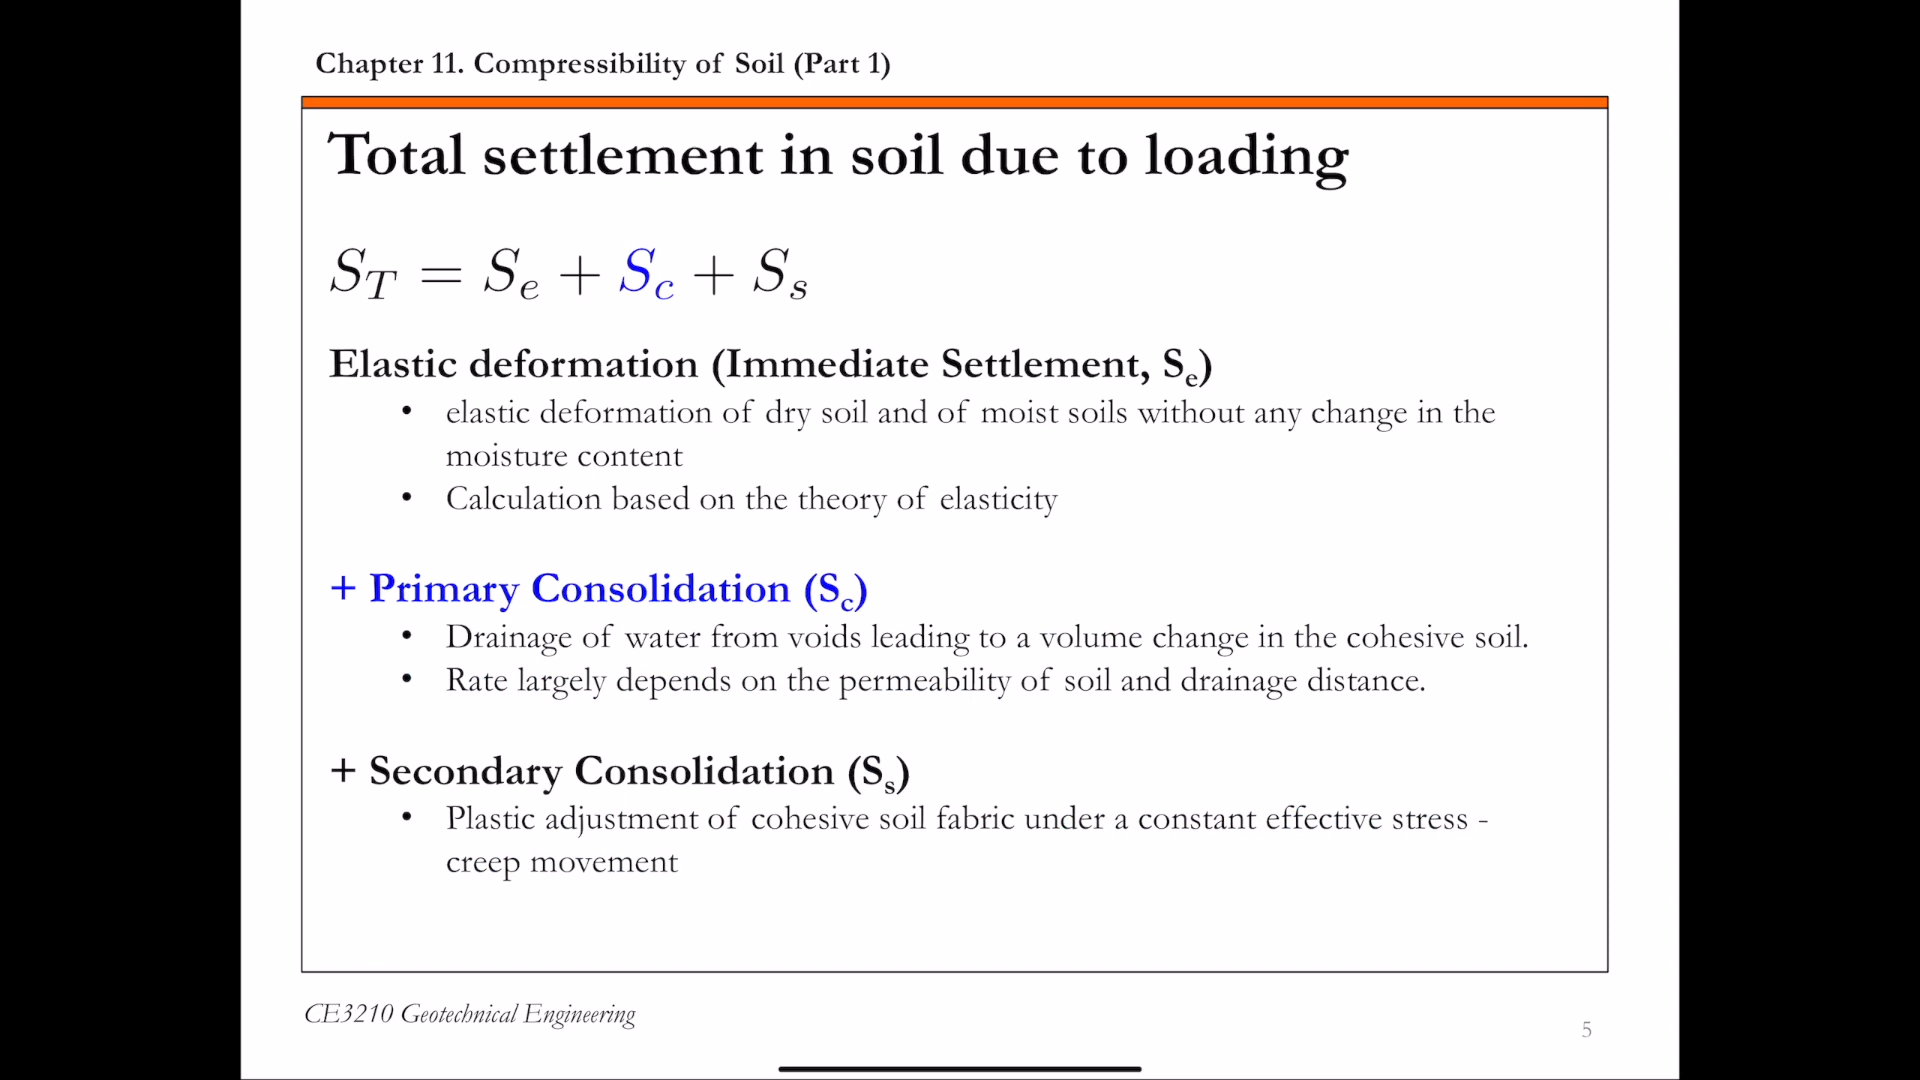 Chapter 11. Compressibility of Soil (Part 1)
Total settlement in soil due to loading
S_T = S_e + S_c + S_s
Elastic deformation (Immediate Settlement, S_e)
• elastic deformation of dry soil and of moist soils without any change in the
moisture content
• Calculation based on the theory of elasticity
+ Primary Consolidation (S_c)
• Drainage of water from voids leading to a volume change in the cohesive soil.
• Rate largely depends on the permeability of soil and drainage distance.
+ Secondary Consolidation (S_s)
• Plastic adjustment of cohesive soil fabric under a constant effective stress -
creep movement
CE3210 Geotechnical Engineering
5